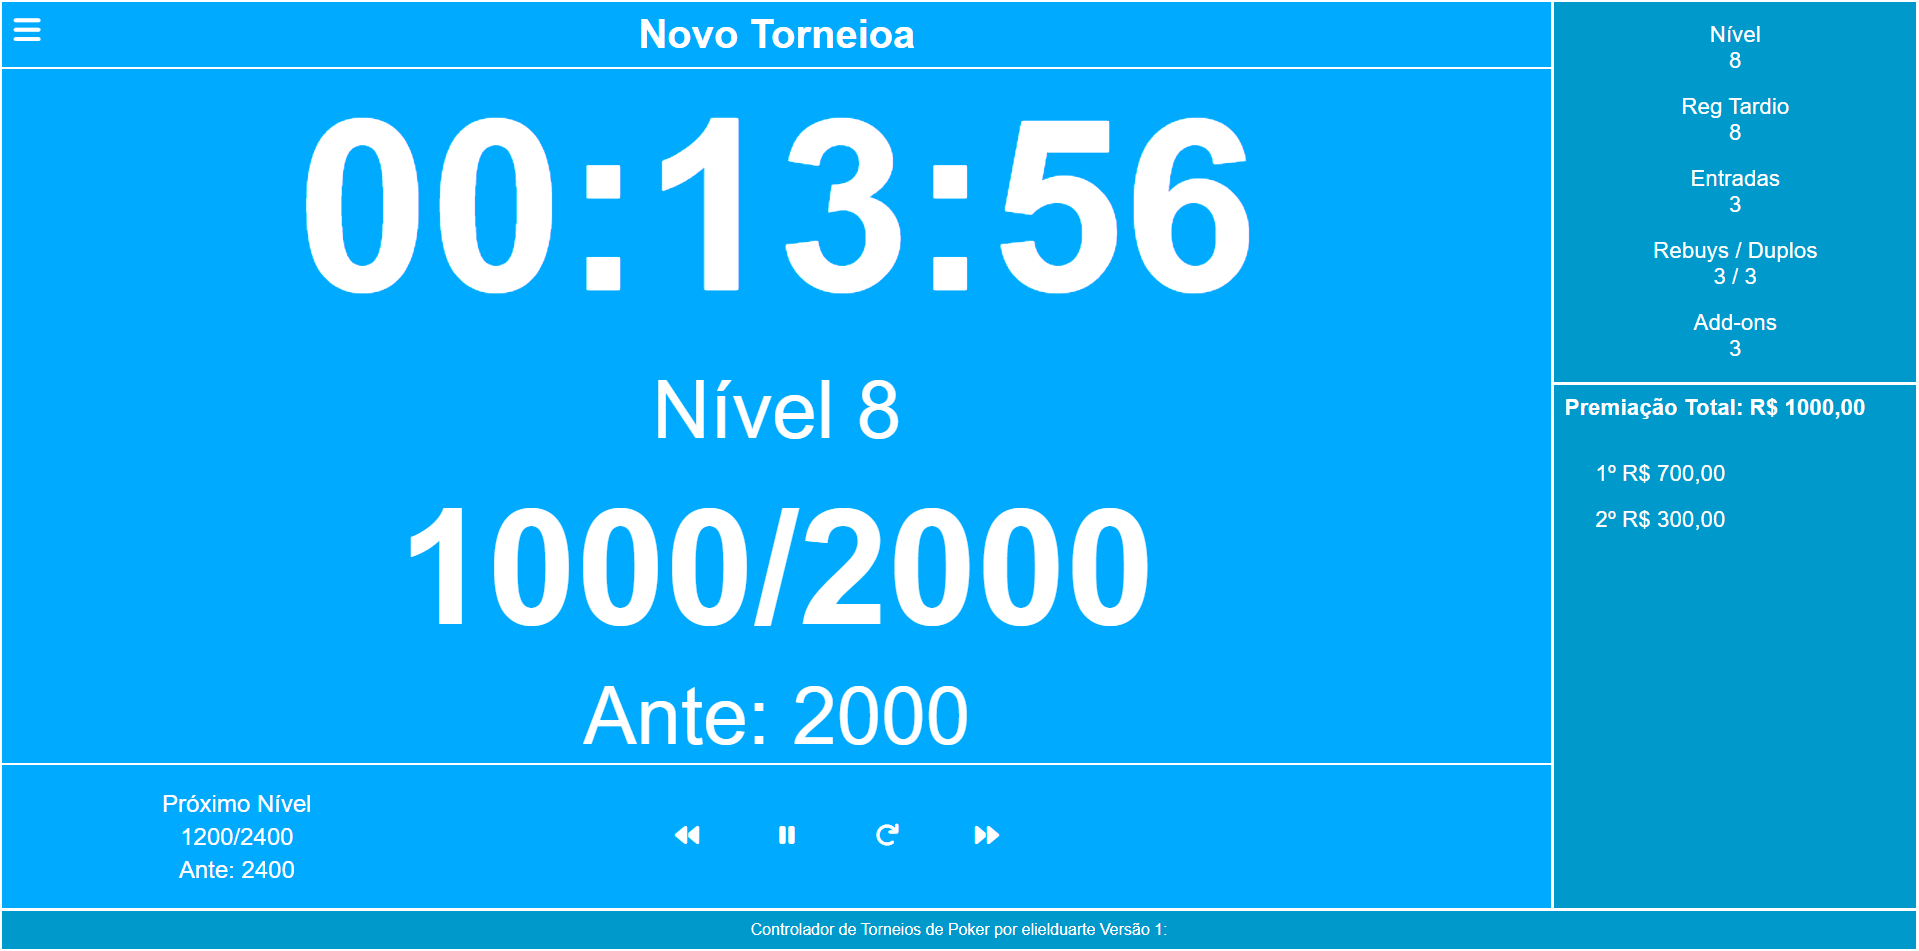 Novo Torneioa
00:13:56
Nível 8
1000/2000
Ante: 2000
Próximo Nível
1200/2400
Ante: 2400
Nível
8
Reg Tardio
8
Entradas
3
Rebuys / Duplos
3 / 3
Add-ons
3
Premiação Total: R$ 1000,00
1º R$ 700,00
2º R$ 300,00
Controlador de Torneios de Poker por elielduarte Versão 1: